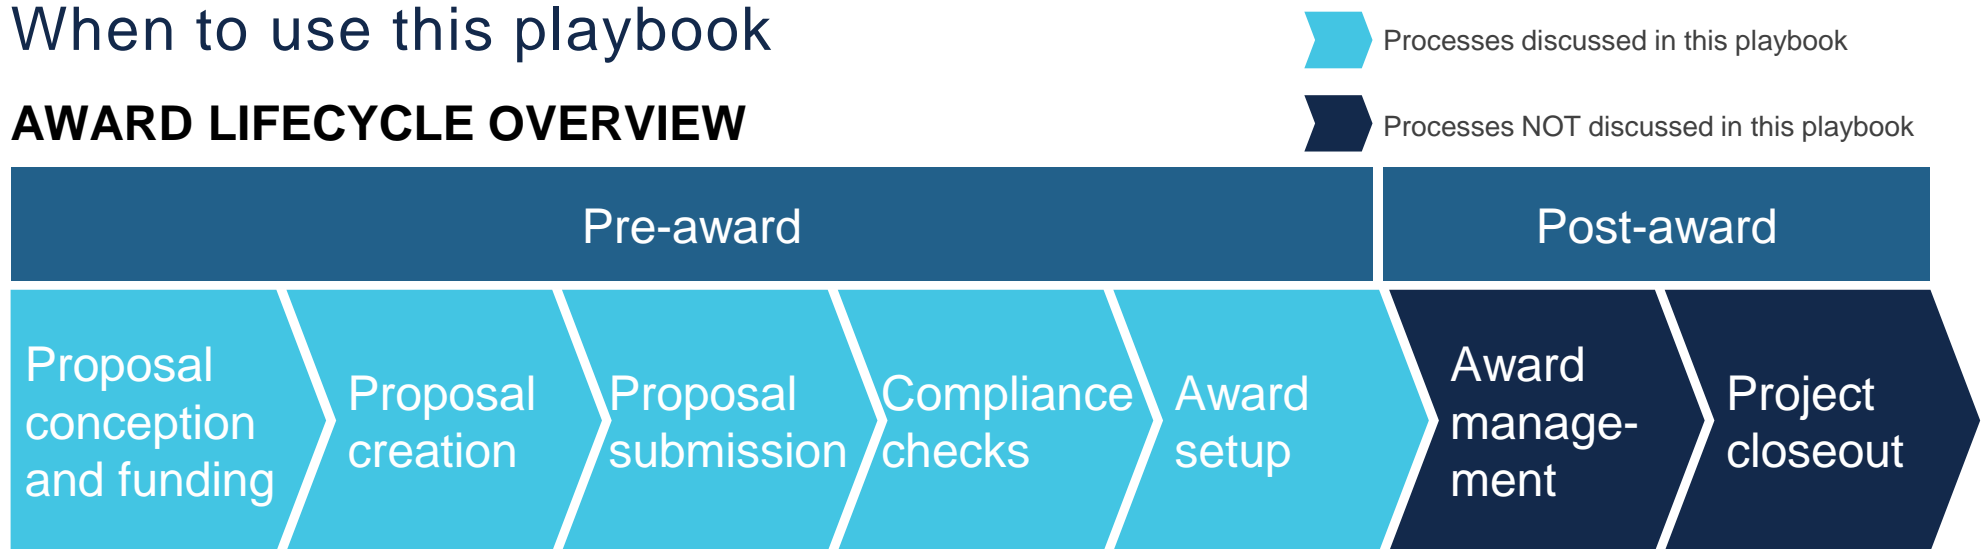 When to use this playbook
Processes discussed in this playbook
AWARD LIFECYCLE OVERVIEW
Processes NOT discussed in this playbook
Pre-award
Post-award
Proposal
conception
and funding
Proposal
creation
Proposal
submission
Compliance
checks
Award
setup
Award
manage-
ment
Project
closeout